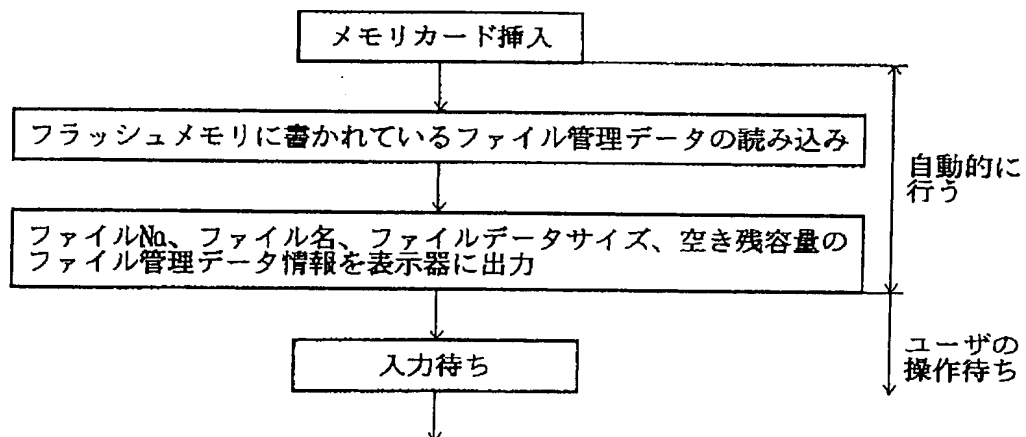 メモリカード挿入
フラッシュメモリに書かれているファイル管理データの読み込み
自動的に
行う
ファイル№、ファイル名、ファイルデータサイズ、空き残容量の
ファイル管理データ情報を表示器に出力
入力待ち
ユーザの
操作待ち